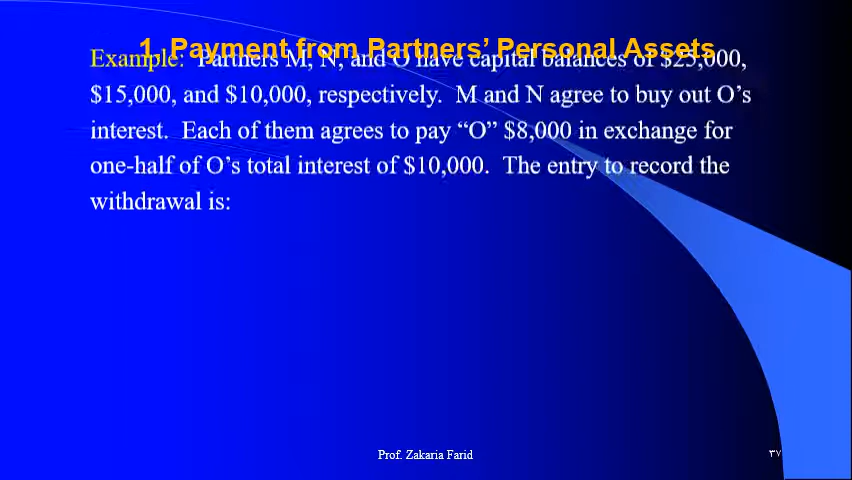 1. Payment from Partners’ Personal Assets
Example: Partners M, N, and O have capital balances of $25,000,
$15,000, and $10,000, respectively. M and N agree to buy out O’s
interest. Each of them agrees to pay “O” $8,000 in exchange for
one-half of O’s total interest of $10,000. The entry to record the
withdrawal is:
Prof. Zakaria Farid
٣٧